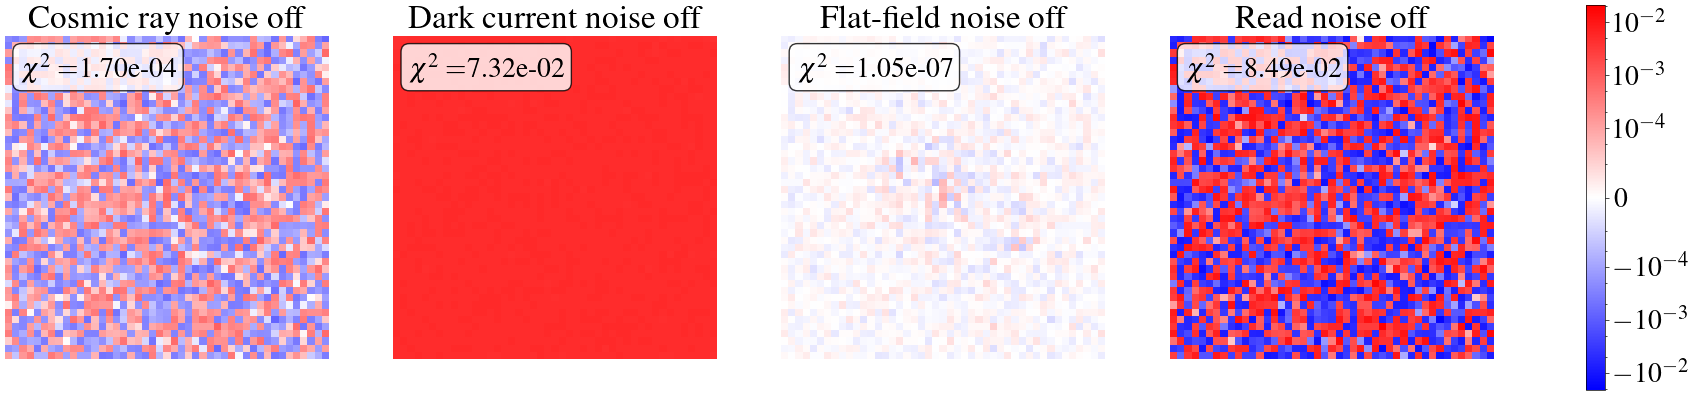 Cosmic ray noise off
χ² =1.70e-04
Dark current noise off
χ² =7.32e-02
Flat-field noise off
χ² =1.05e-07
Read noise off
χ² =8.49e-02
10⁻²
10⁻³
10⁻⁴
0
−10⁻⁴
−10⁻³
−10⁻²